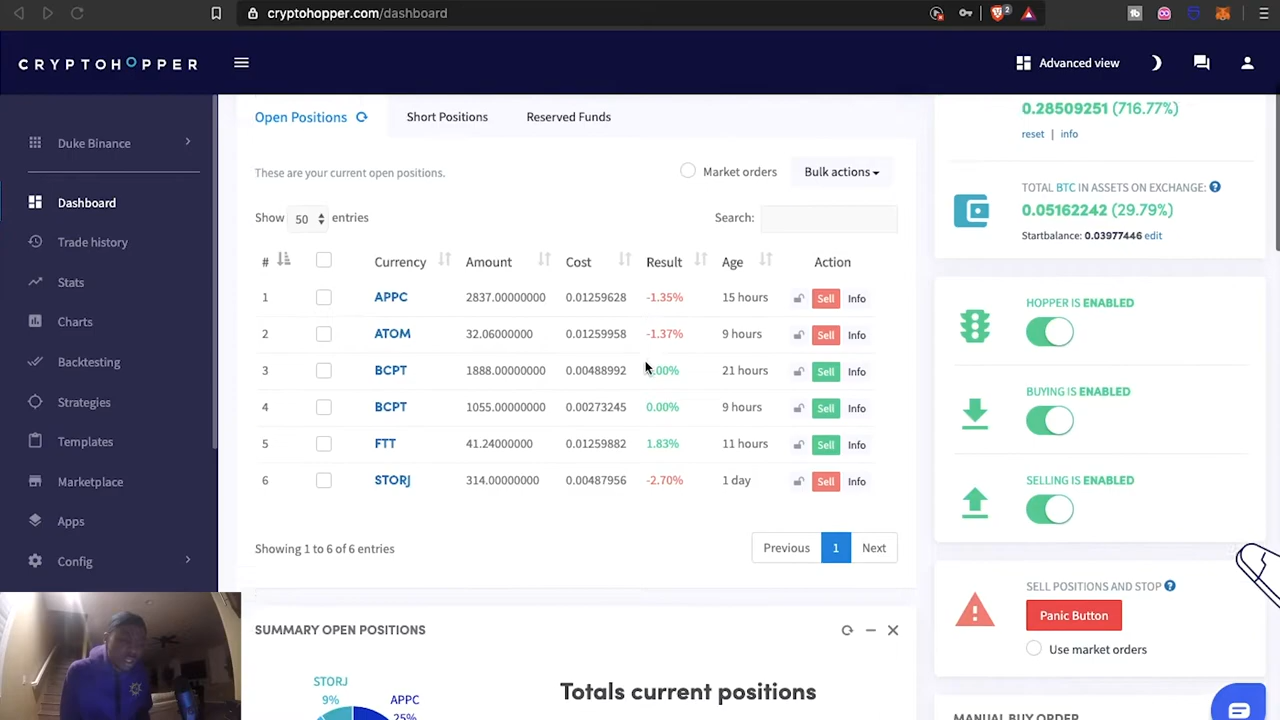 cryptohopper.com/dashboard
2
CRYPTOHOPPER
Advanced view
Duke Binance
Dashboard
Trade history
Stats
Charts
Backtesting
Strategies
Templates
Marketplace
Apps
Config
Open Positions
Short Positions
Reserved Funds
These are your current open positions.
Market orders
Bulk actions
Show 50 entries
Search:
# Currency Amount Cost Result Age Action
1 APPC 2837.00000000 0.01259628 -1.35% 15 hours Sell Info
2 ATOM 32.06000000 0.01259958 -1.37% 9 hours Sell Info
3 BCPT 1888.00000000 0.00488992 .00% 21 hours Sell Info
4 BCPT 1055.00000000 0.00273245 0.00% 9 hours Sell Info
5 FTT 41.24000000 0.01259882 1.83% 11 hours Sell Info
6 STORJ 314.00000000 0.00487956 -2.70% 1 day Sell Info
Showing 1 to 6 of 6 entries
Previous 1 Next
SUMMARY OPEN POSITIONS
STORJ
9%
APPC
25%
Totals current positions
0.28509251 (716.77%)
reset | info
TOTAL BTC IN ASSETS ON EXCHANGE: ?
0.05162242 (29.79%)
Startbalance: 0.03977446 edit
HOPPER IS ENABLED
BUYING IS ENABLED
SELLING IS ENABLED
SELL POSITIONS AND STOP ?
Panic Button
Use market orders
MANUAL BUY ORDER